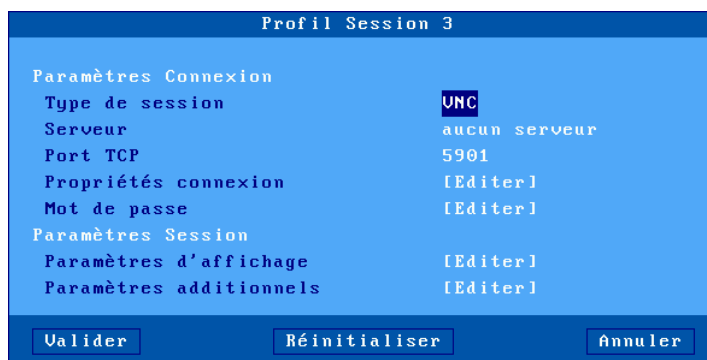 Profil Session 3
Paramètres Connexion
Type de session VNC
Serveur aucun serveur
Port TCP 5901
Propriétés connexion [Editer]
Mot de passe [Editer]
Paramètres Session
Paramètres d'affichage [Editer]
Paramètres additionnels [Editer]
Valider Réinitialiser Annuler